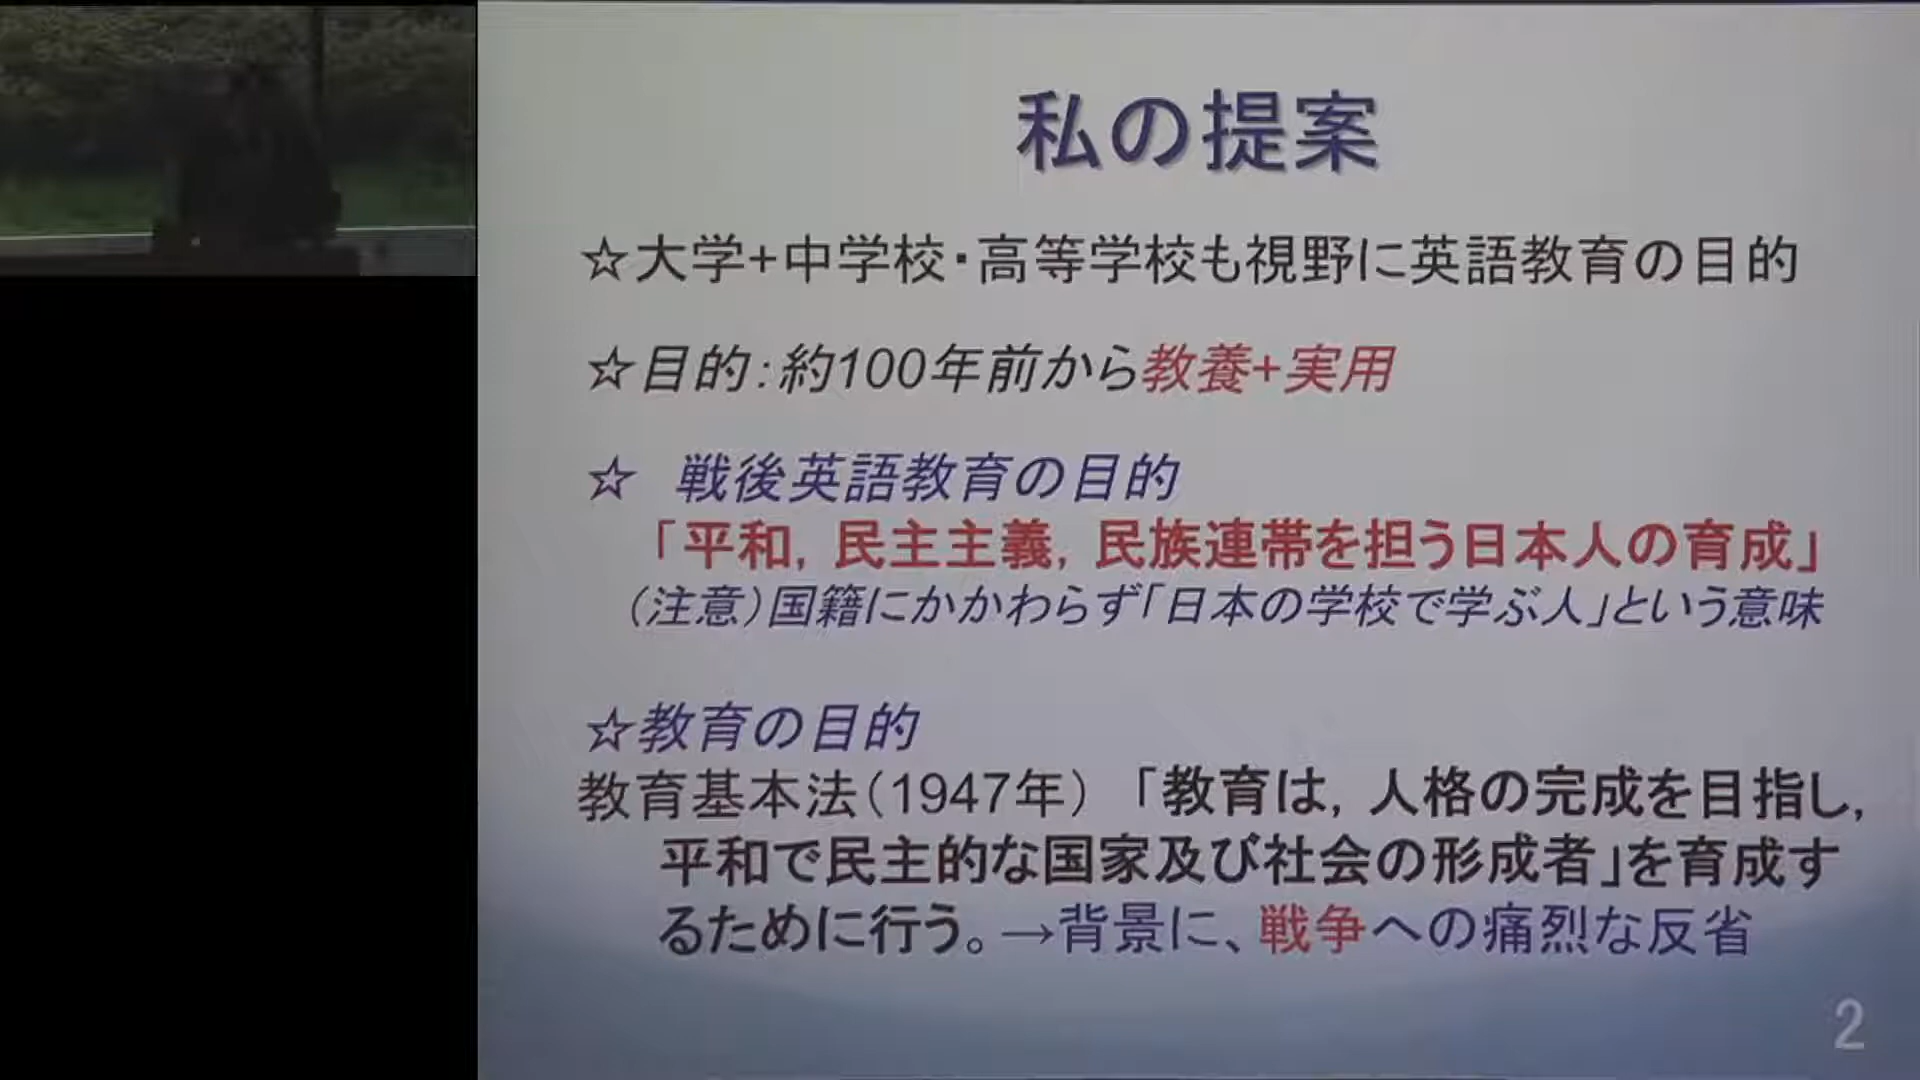 私の提案
☆大学+中学校・高等学校も視野に英語教育の目的
☆目的：約100年前から教養+実用
☆　戦後英語教育の目的
「平和，民主主義，民族連帯を担う日本人の育成」
（注意）国籍にかかわらず「日本の学校で学ぶ人」という意味
☆教育の目的
教育基本法（1947年）「教育は，人格の完成を目指し，
平和で民主的な国家及び社会の形成者」を育成す
るために行う。→背景に、戦争への痛烈な反省
2